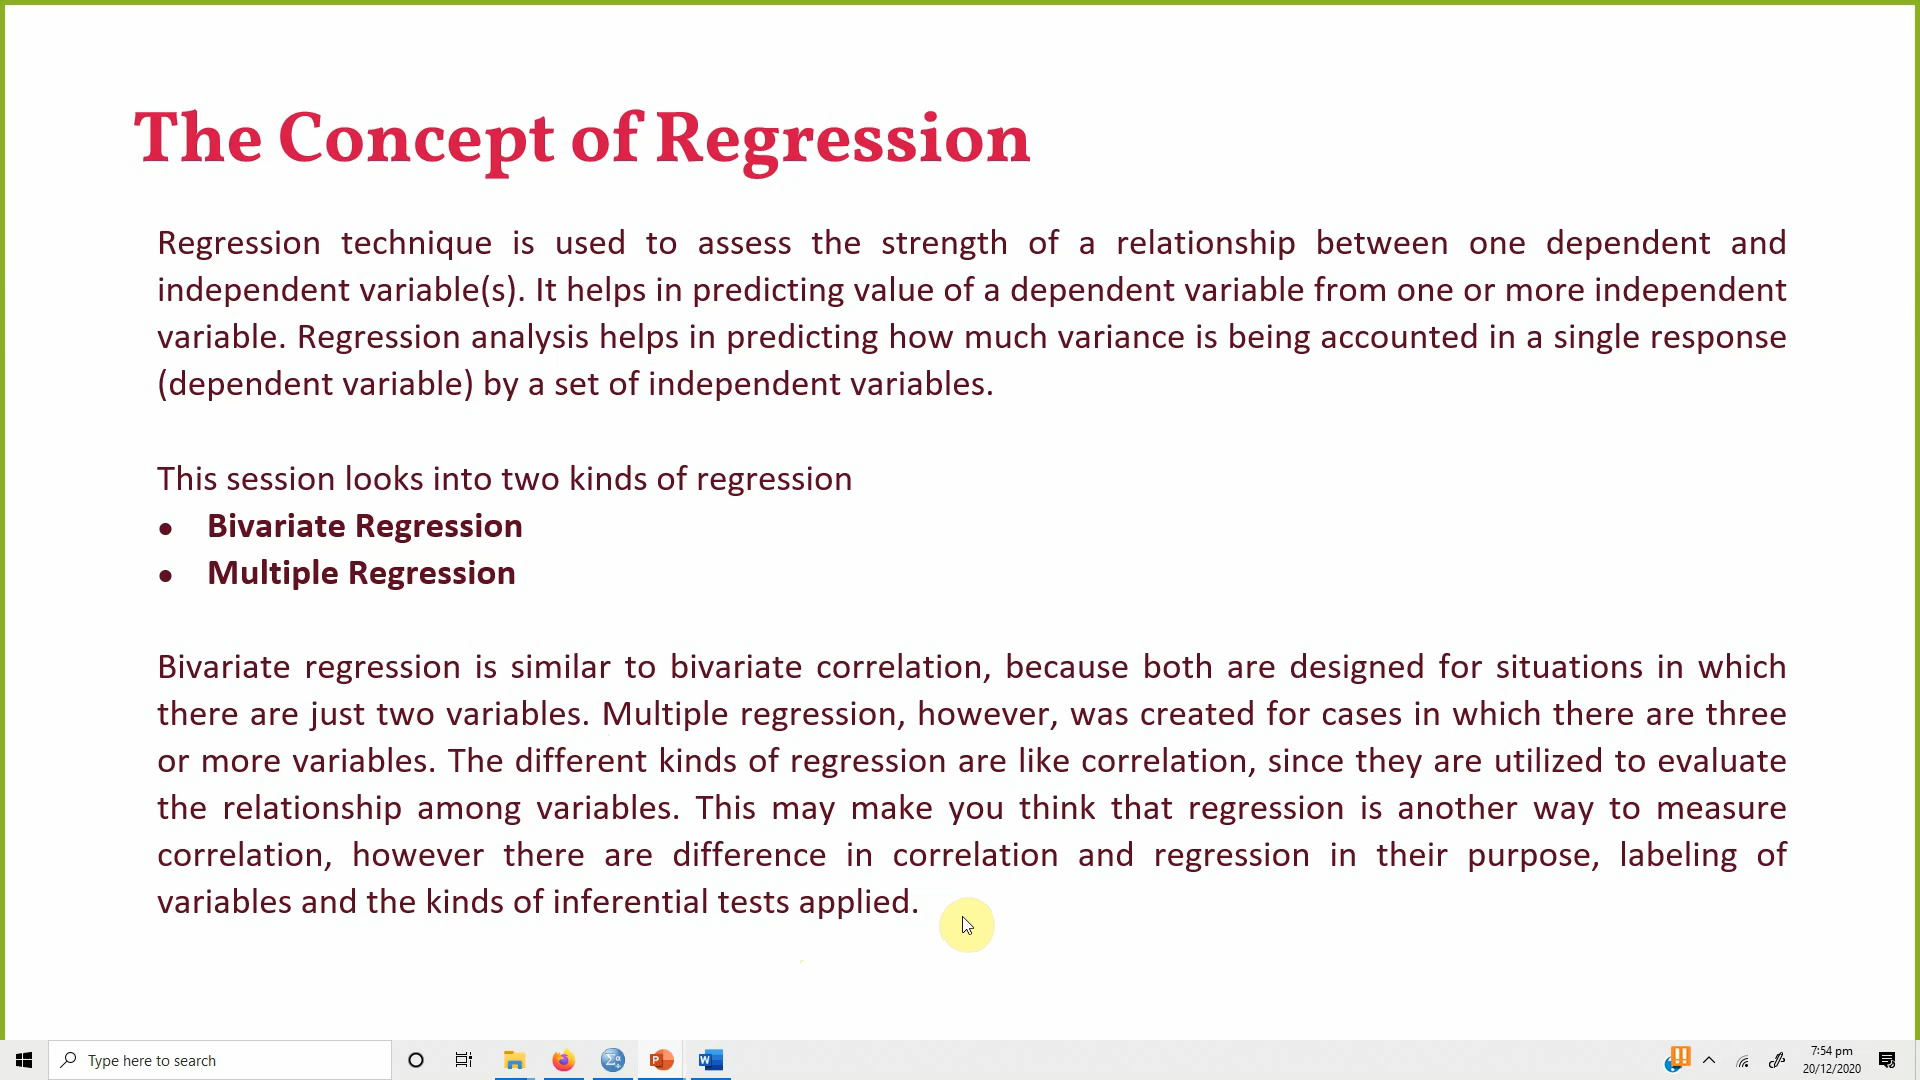 The Concept of Regression
Regression technique is used to assess the strength of a relationship between one dependent and
independent variable(s). It helps in predicting value of a dependent variable from one or more independent
variable. Regression analysis helps in predicting how much variance is being accounted in a single response
(dependent variable) by a set of independent variables.
This session looks into two kinds of regression
• Bivariate Regression
• Multiple Regression
Bivariate regression is similar to bivariate correlation, because both are designed for situations in which
there are just two variables. Multiple regression, however, was created for cases in which there are three
or more variables. The different kinds of regression are like correlation, since they are utilized to evaluate
the relationship among variables. This may make you think that regression is another way to measure
correlation, however there are difference in correlation and regression in their purpose, labeling of
variables and the kinds of inferential tests applied.
Type here to search
7:54 pm
20/12/2020